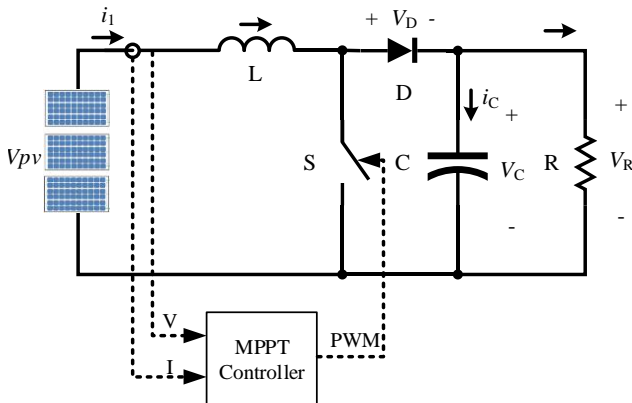 i1
+ VD -
L
D
iC
+
+
Vpv
S
C
VC
R
VR
-
-
V
I
MPPT
Controller
PWM